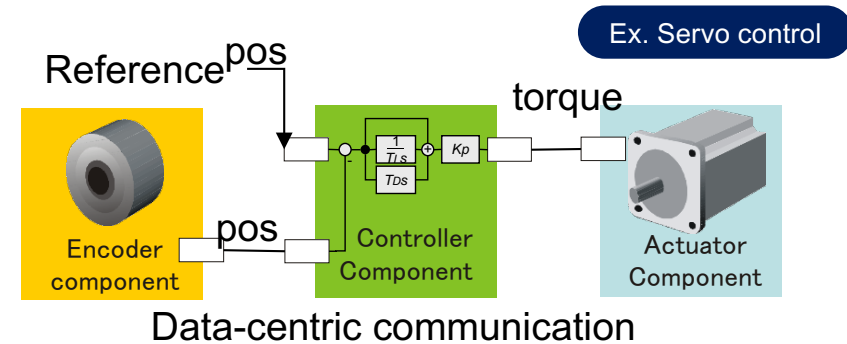 Ex. Servo control
Reference
pos
torque
-
1
TI s
+
TDs
Kp
pos
Encoder
component
Controller
Component
Actuator
Component
Data-centric communication